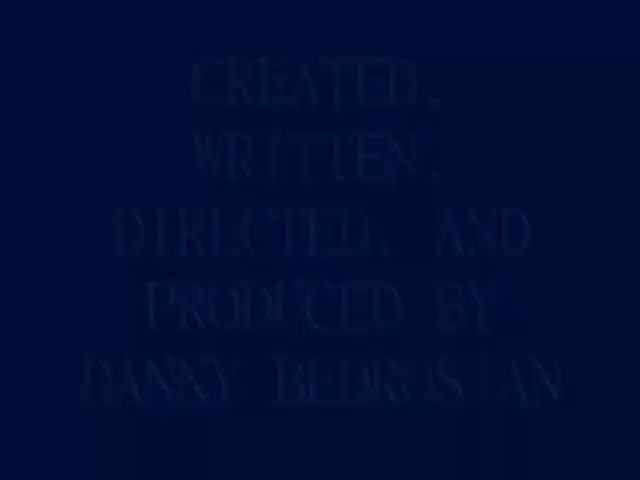 CREATED,
WRITTEN,
DIRECTED, AND
PRODUCED BY
DANNY BEDROSIAN